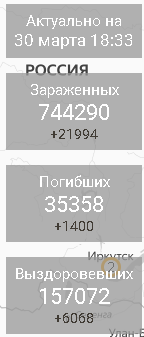 Актуально на
30 марта 18:33
РОССИЯ
Зараженных
744290
+21994
Погибших
35358
+1400
Иркутск
Выздоровевших
157072
+6068
Улан-